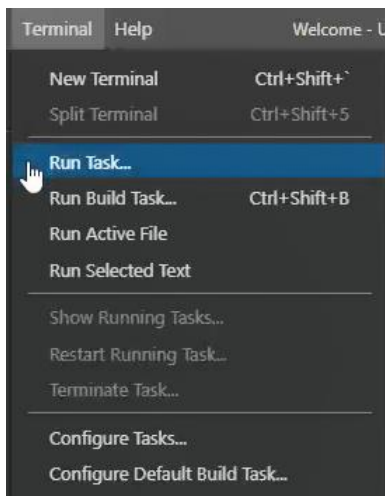 Terminal Help Welcome - U
New Terminal Ctrl+Shift+`
Split Terminal Ctrl+Shift+5
Run Task...
Run Build Task... Ctrl+Shift+B
Run Active File
Run Selected Text
Show Running Tasks...
Restart Running Task...
Terminate Task...
Configure Tasks...
Configure Default Build Task...